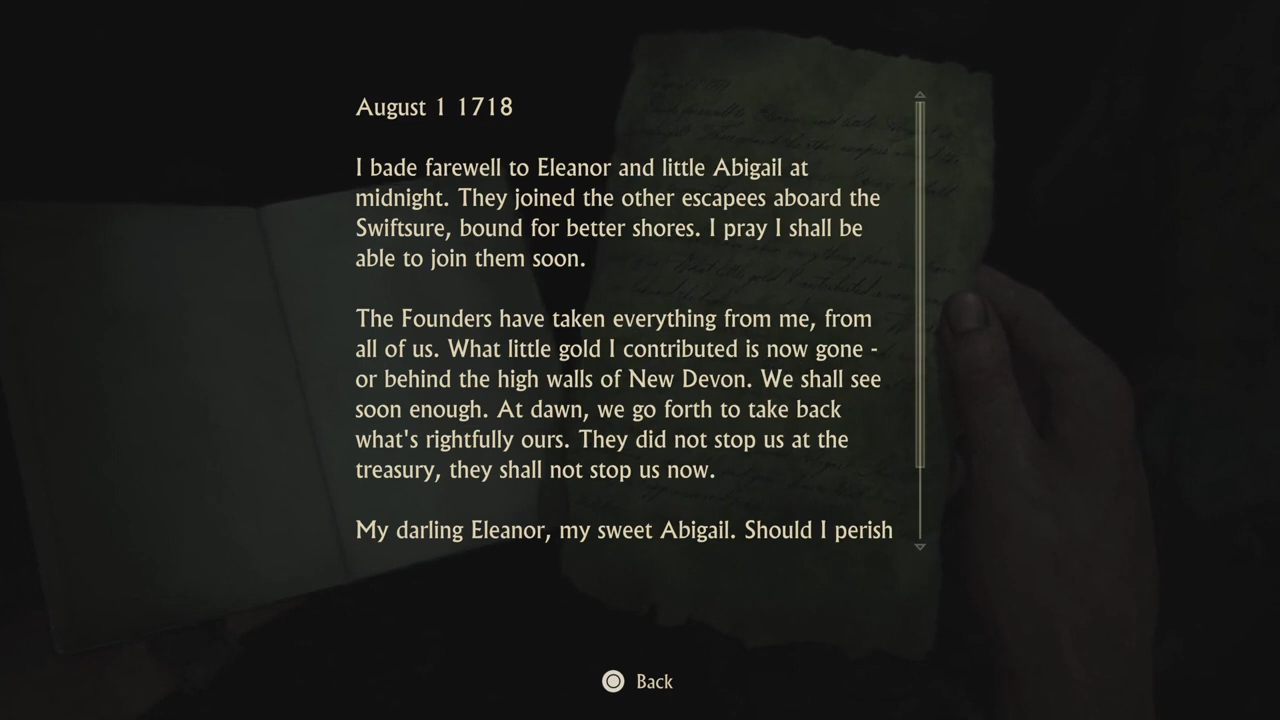 August 1 1718
I bade farewell to Eleanor and little Abigail at
midnight. They joined the other escapees aboard the
Swiftsure, bound for better shores. I pray I shall be
able to join them soon.
The Founders have taken everything from me, from
all of us. What little gold I contributed is now gone -
or behind the high walls of New Devon. We shall see
soon enough. At dawn, we go forth to take back
what's rightfully ours. They did not stop us at the
treasury, they shall not stop us now.
My darling Eleanor, my sweet Abigail. Should I perish
Back